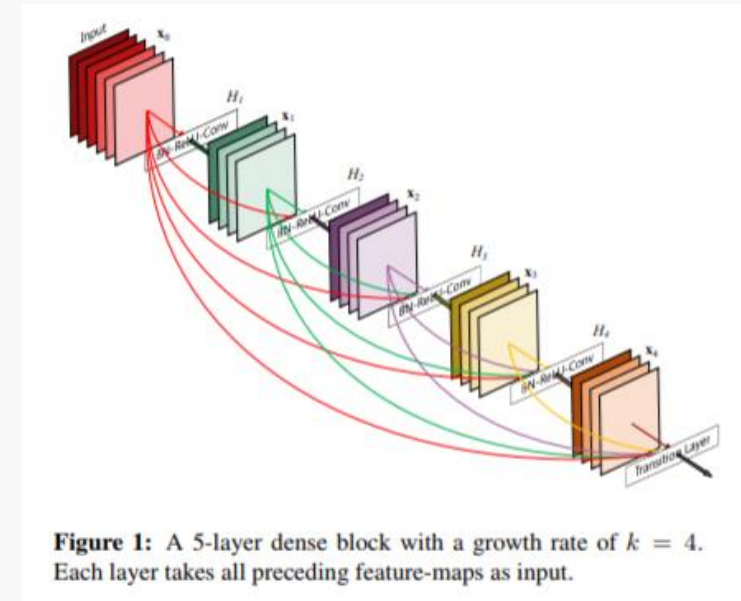 Input
x₀
H₁
BN-ReLU-Conv
x₁
H₂
BN-ReLU-Conv
x₂
H₃
BN-ReLU-Conv
x₃
H₄
BN-ReLU-Conv
x₄
Transition Layer
Figure 1: A 5-layer dense block with a growth rate of k = 4.
Each layer takes all preceding feature-maps as input.